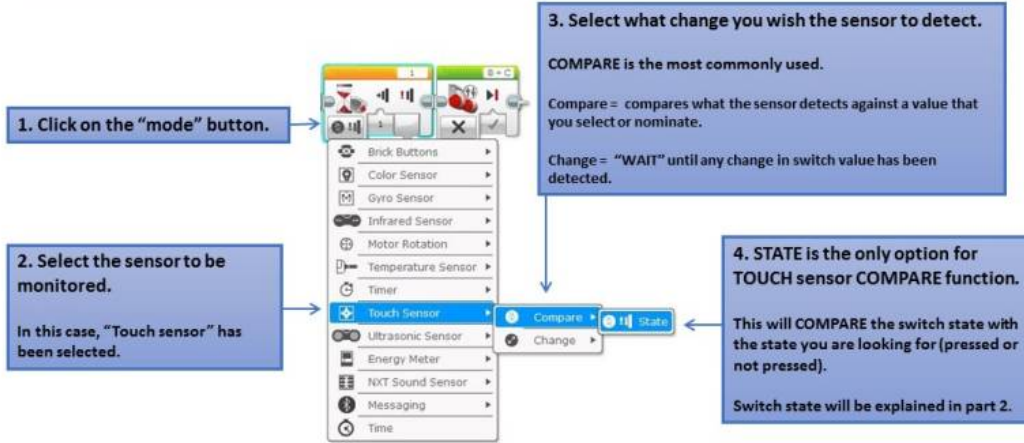 3. Select what change you wish the sensor to detect.
COMPARE is the most commonly used.
Compare = compares what the sensor detects against a value that
you select or nominate.
Change = "WAIT" until any change in switch value has been
detected.
1. Click on the "mode" button.
1
B + C
1
Brick Buttons
Color Sensor
Gyro Sensor
Infrared Sensor
Motor Rotation
Temperature Sensor
Timer
Touch Sensor
Ultrasonic Sensor
Energy Meter
NXT Sound Sensor
Messaging
Time
Compare
Change
State
2. Select the sensor to be
monitored.
In this case, "Touch sensor" has
been selected.
4. STATE is the only option for
TOUCH sensor COMPARE function.
This will COMPARE the switch state with
the state you are looking for (pressed or
not pressed).
Switch state will be explained in part 2.